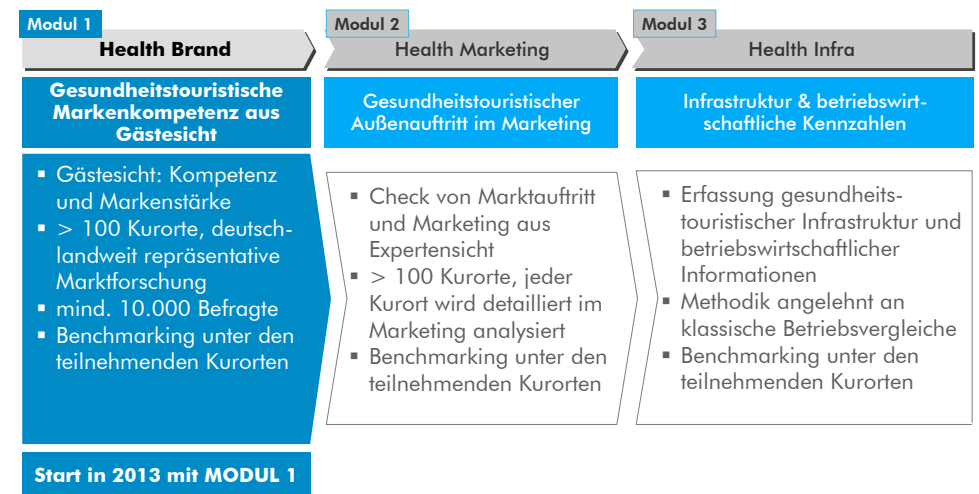 Modul 1
Health Brand
Gesundheitstouristische
Markenkompetenz aus
Gästesicht
▪ Gästesicht: Kompetenz
und Markenstärke
▪ > 100 Kurorte, deutsch-
landweit repräsentative
Marktforschung
▪ mind. 10.000 Befragte
▪ Benchmarking unter den
teilnehmenden Kurorten
Start in 2013 mit MODUL 1
Modul 2
Health Marketing
Gesundheitstouristischer
Außenauftritt im Marketing
▪ Check von Marktauftritt
und Marketing aus
Expertensicht
▪ > 100 Kurorte, jeder
Kurort wird detailliert im
Marketing analysiert
▪ Benchmarking unter den
teilnehmenden Kurorten
Modul 3
Health Infra
Infrastruktur & betriebswirt-
schaftliche Kennzahlen
▪ Erfassung gesundheits-
touristischer Infrastruktur und
betriebswirtschaftlicher
Informationen
▪ Methodik angelehnt an
klassische Betriebsvergleiche
▪ Benchmarking unter den
teilnehmenden Kurorten